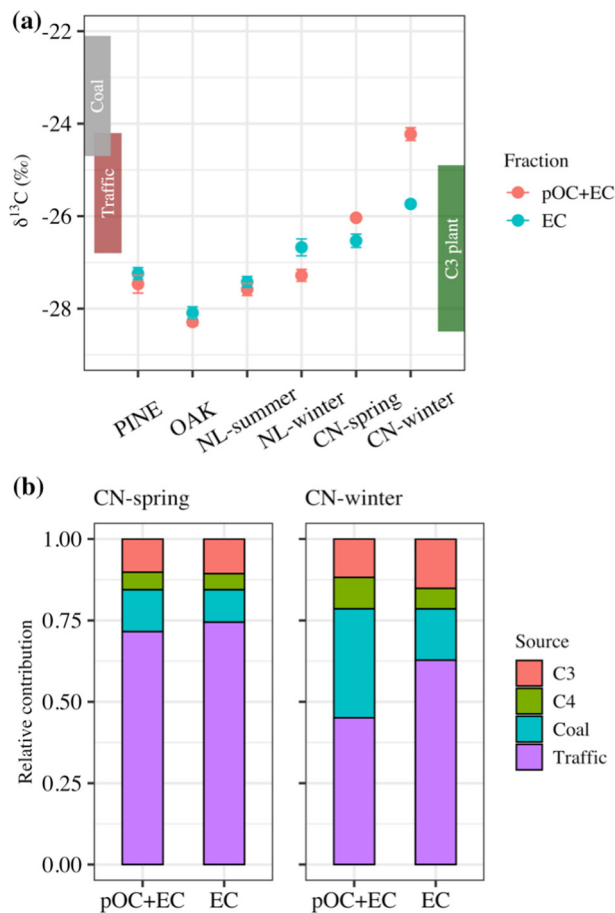 (a)
-22
-24
-26
-28
δ¹³C (‰)
Coal
Traffic
C3 plant
PINE
OAK
NL-summer
NL-winter
CN-spring
CN-winter
Fraction
pOC+EC
EC
(b)
CN-spring
CN-winter
1.00
0.75
0.50
0.25
0.00
Relative contribution
pOC+EC
EC
pOC+EC
EC
Source
C3
C4
Coal
Traffic